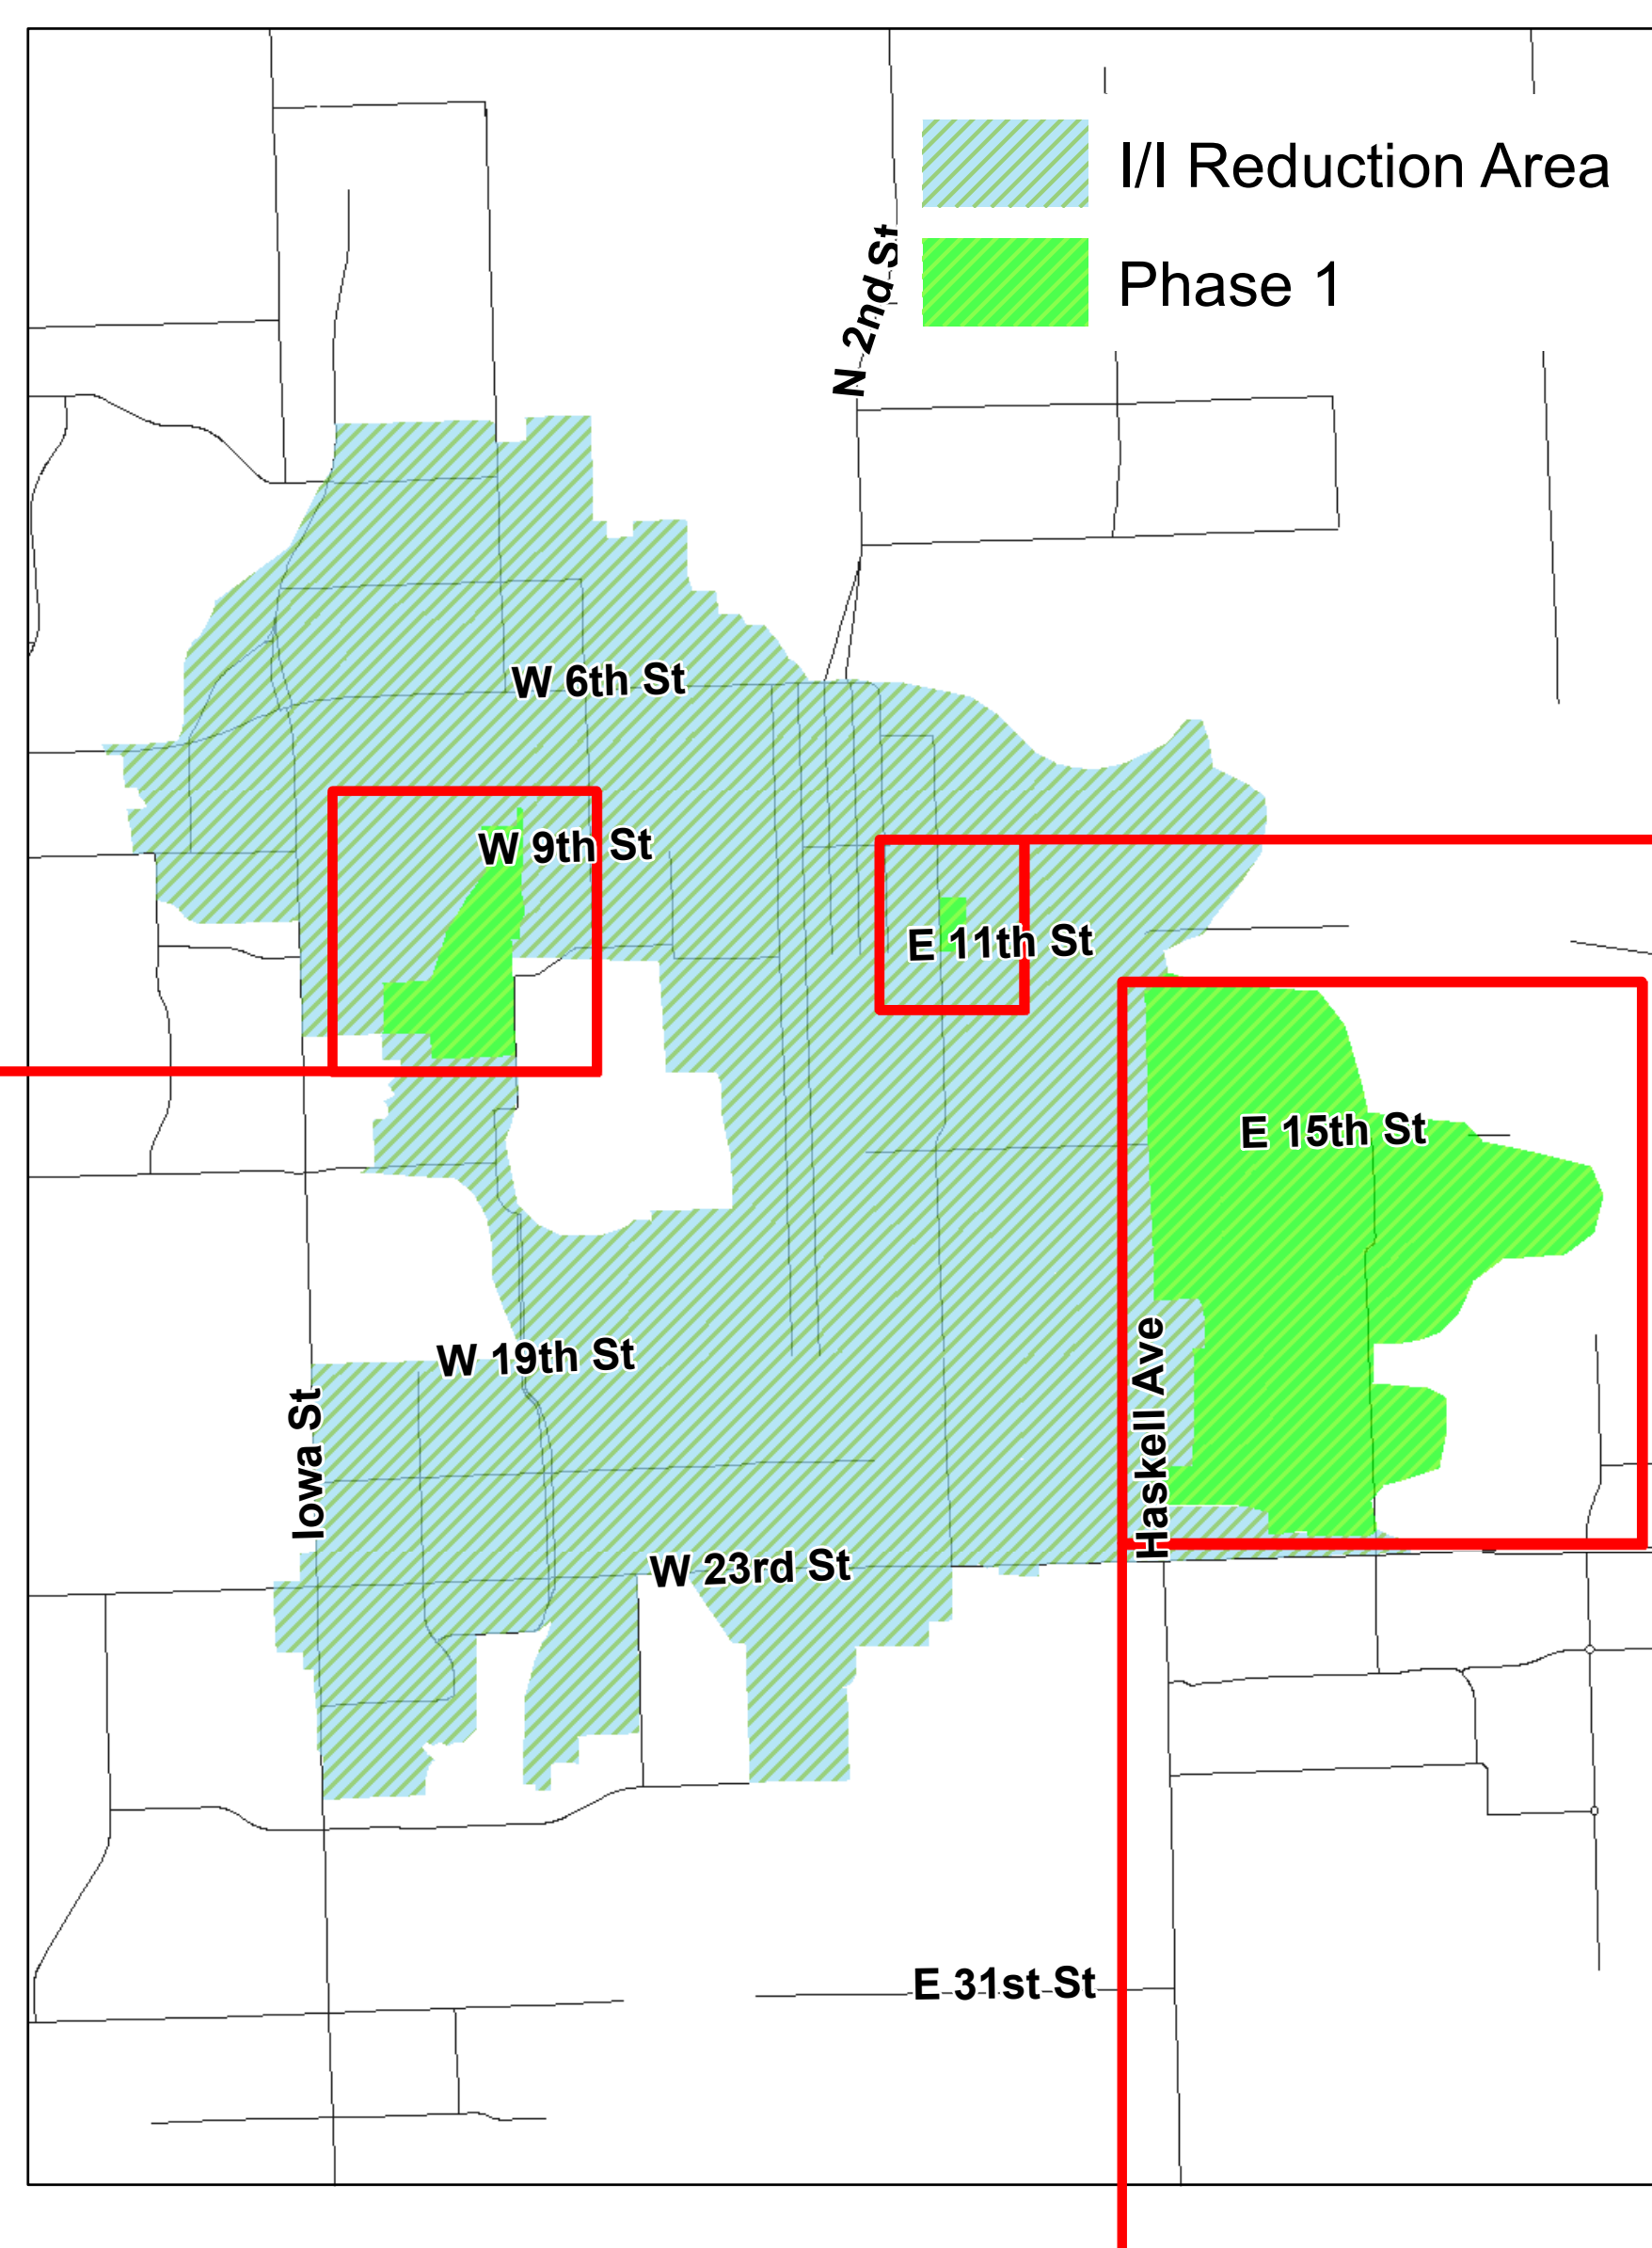 I/I Reduction Area
Phase 1
N 2nd St
W 6th St
W 9th St
E 11th St
E 15th St
Haskell Ave
W 19th St
Iowa St
W 23rd St
E 31st St